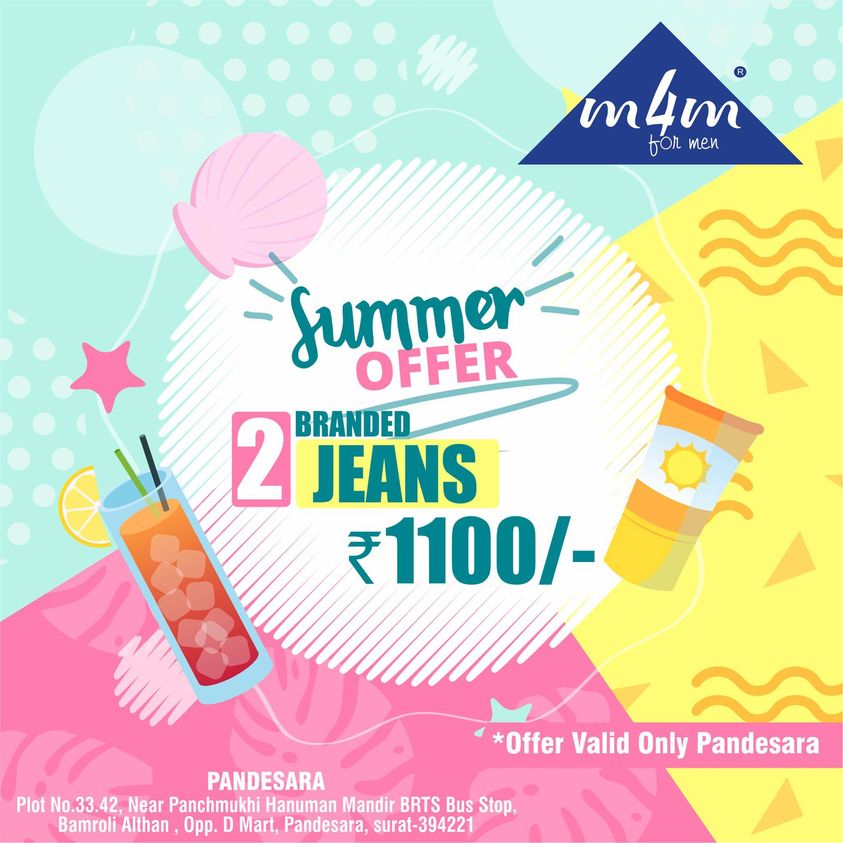 m4m®
for men
Summer
OFFER
2 BRANDED
JEANS
₹1100/-
*Offer Valid Only Pandesara
PANDESARA
Plot No.33.42, Near Panchmukhi Hanuman Mandir BRTS Bus Stop,
Bamroli Althan , Opp. D Mart, Pandesara, surat-394221